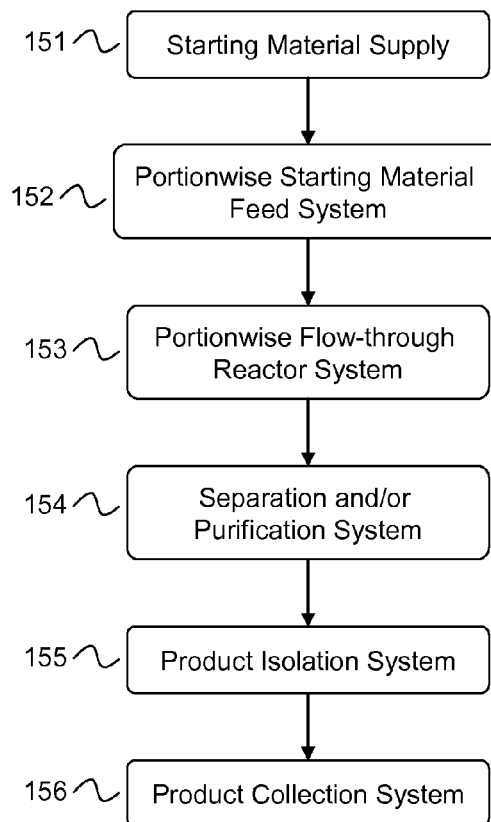 151
Starting Material Supply
152
Portionwise Starting Material
Feed System
153
Portionwise Flow-through
Reactor System
154
Separation and/or
Purification System
155
Product Isolation System
156
Product Collection System